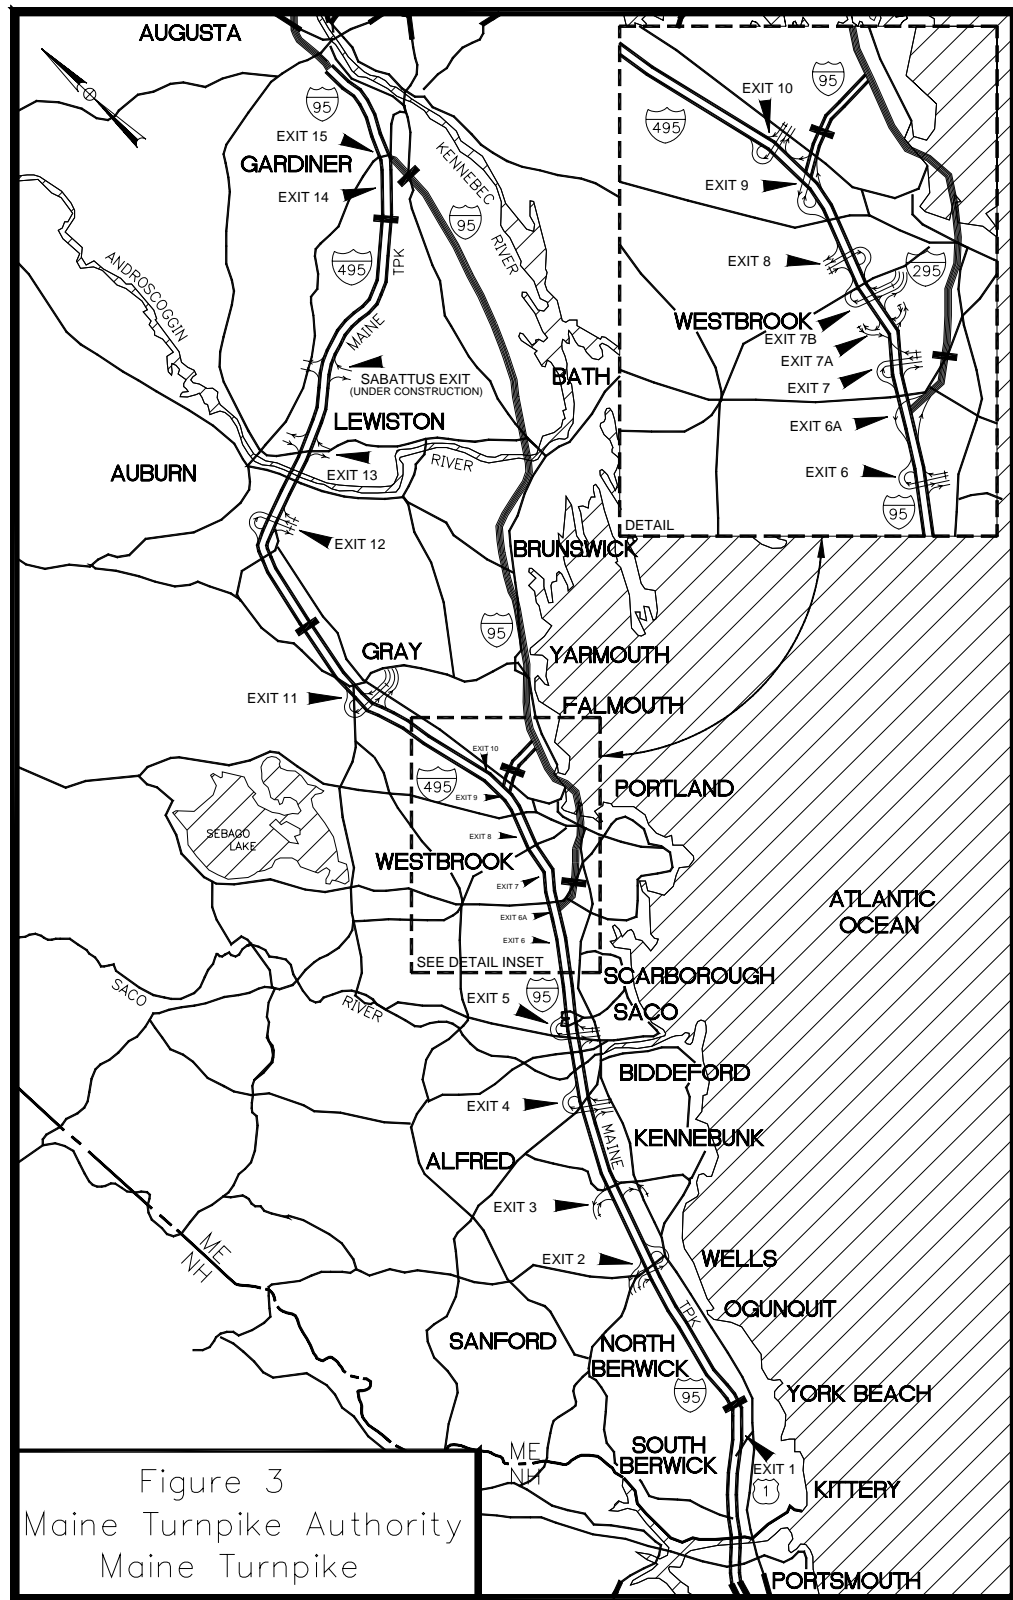 AUGUSTA
95
EXIT 15
GARDINER
EXIT 14
KENNEBEC
RIVER
95
495
TPK
MAINE
ANDROSCOGGIN
SABATTUS EXIT
(UNDER CONSTRUCTION)
BATH
LEWISTON
AUBURN
RIVER
EXIT 13
EXIT 12
BRUNSWICK
95
GRAY
YARMOUTH
EXIT 11
FALMOUTH
EXIT 10
495
EXIT 9
PORTLAND
SEBAGO
LAKE
EXIT 8
WESTBROOK
EXIT 7
EXIT 6A
EXIT 6
SEE DETAIL INSET
ATLANTIC
OCEAN
SCARBOROUGH
SACO
RIVER
EXIT 5
95
SACO
BIDDEFORD
EXIT 4
MAINE
KENNEBUNK
ALFRED
EXIT 3
ME
NH
EXIT 2
WELLS
TPK
OGUNQUIT
SANFORD
NORTH
BERWICK
95
YORK BEACH
SOUTH
BERWICK
ME
NH
EXIT 1
1
KITTERY
PORTSMOUTH
EXIT 10
95
495
EXIT 9
EXIT 8
295
WESTBROOK
EXIT 7B
EXIT 7A
EXIT 7
EXIT 6A
EXIT 6
95
DETAIL
Figure 3
Maine Turnpike Authority
Maine Turnpike